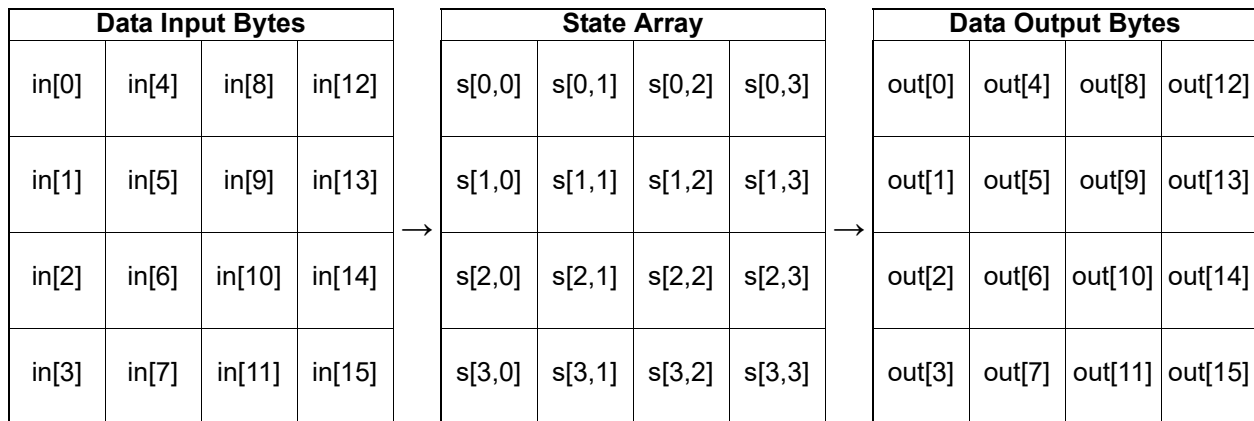 Data Input Bytes State Array Data Output Bytes
in[0] in[4] in[8] in[12] s[0,0] s[0,1] s[0,2] s[0,3] out[0] out[4] out[8] out[12]
in[1] in[5] in[9] in[13] s[1,0] s[1,1] s[1,2] s[1,3] out[1] out[5] out[9] out[13]
→ →
in[2] in[6] in[10] in[14] s[2,0] s[2,1] s[2,2] s[2,3] out[2] out[6] out[10] out[14]
in[3] in[7] in[11] in[15] s[3,0] s[3,1] s[3,2] s[3,3] out[3] out[7] out[11] out[15]